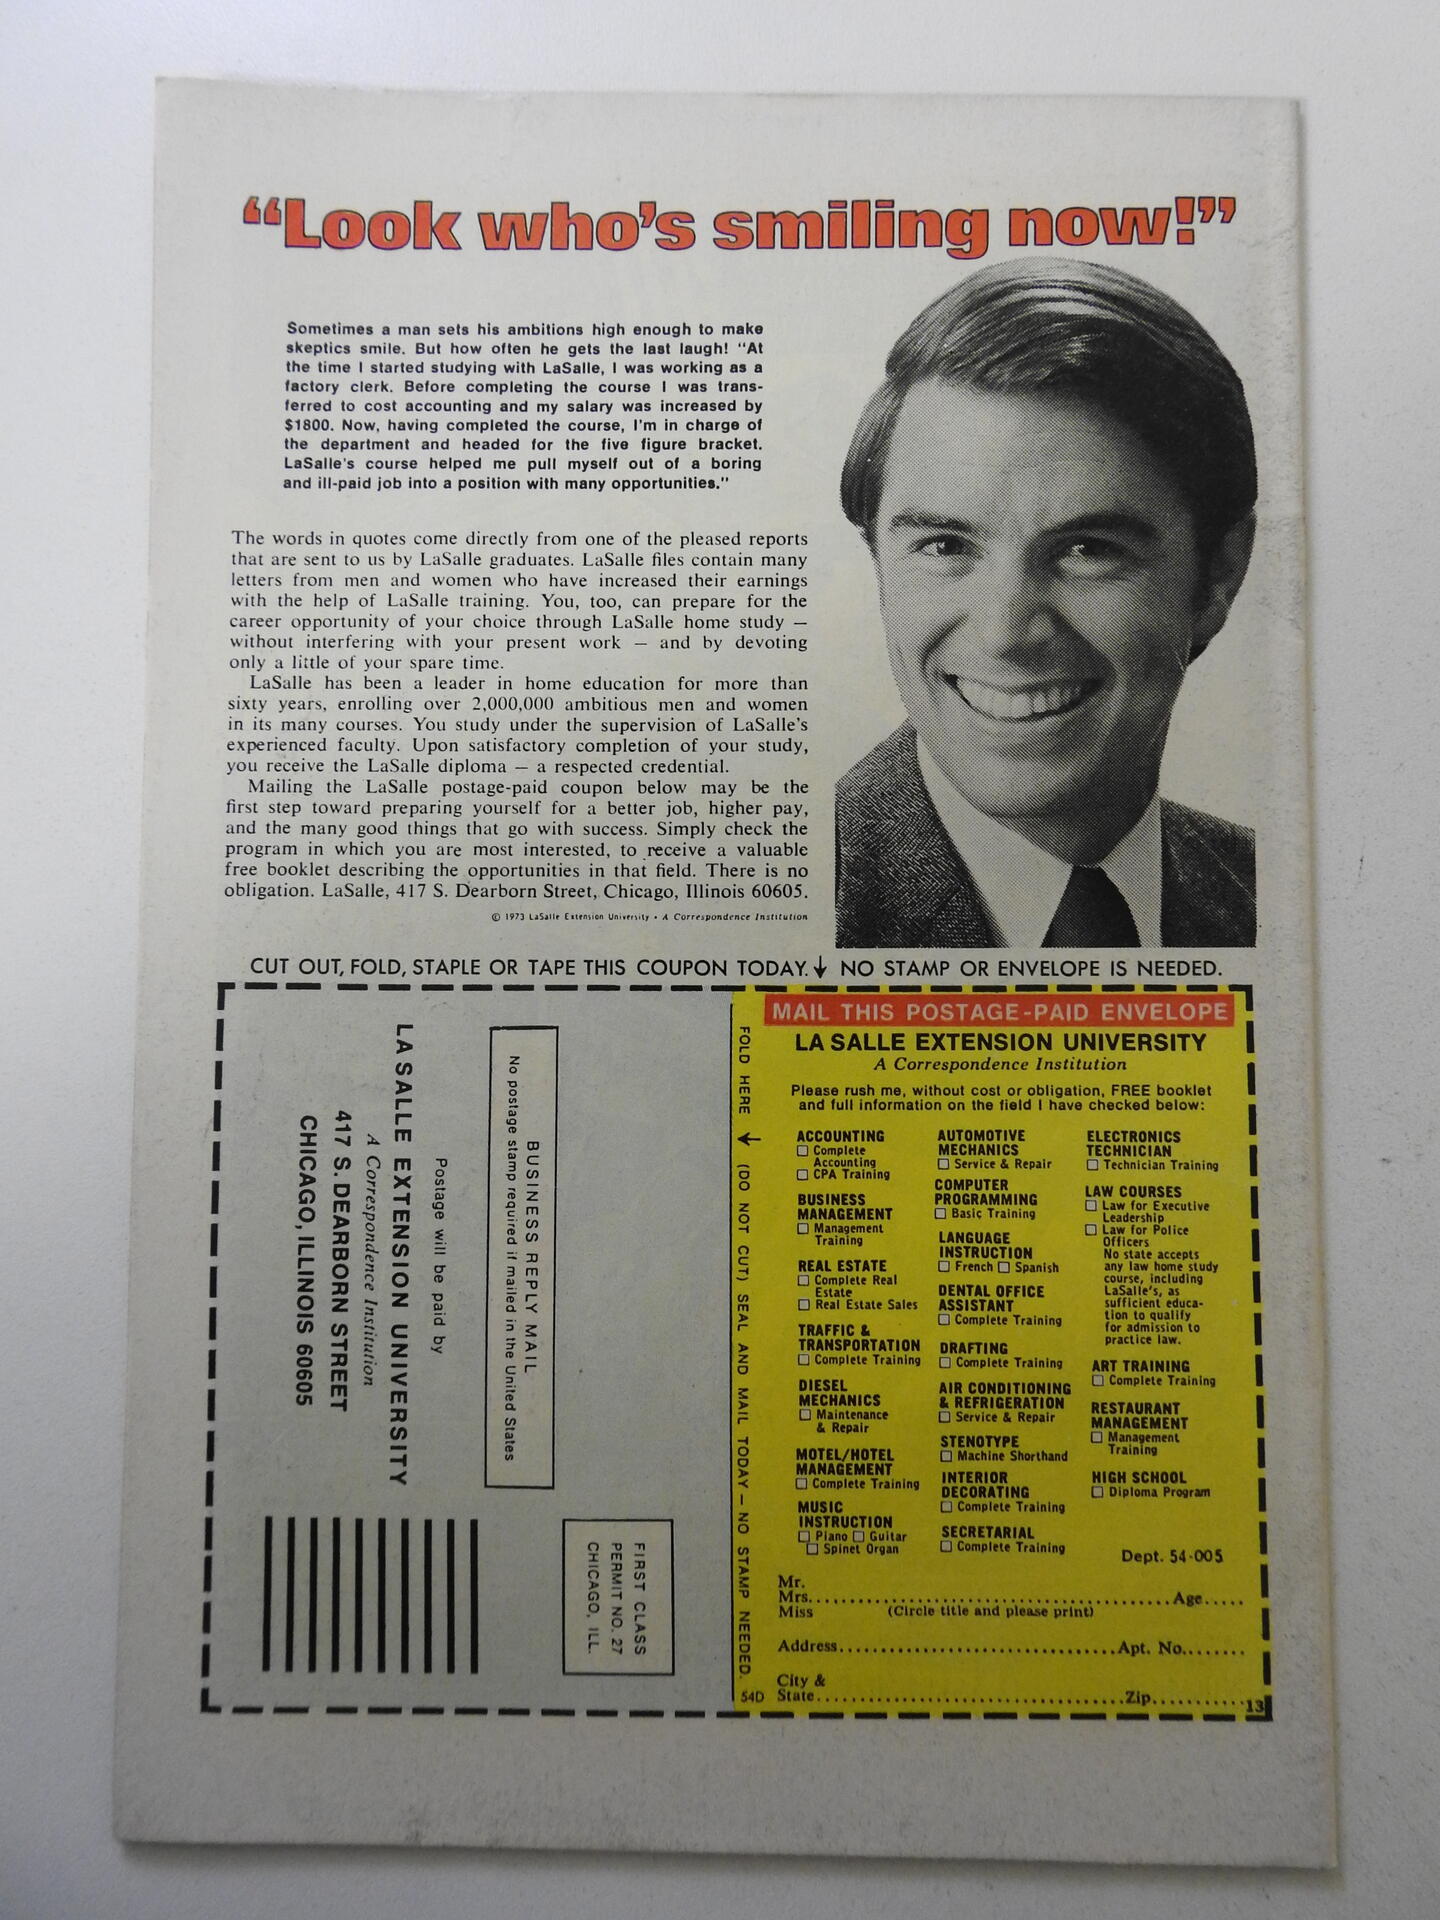 “Look who’s smiling now!”
Sometimes a man sets his ambitions high enough to make
skeptics smile. But how often he gets the last laugh! "At
the time I started studying with LaSalle, I was working as a
factory clerk. Before completing the course I was trans-
ferred to cost accounting and my salary was increased by
$1800. Now, having completed the course, I'm in charge of
the department and headed for the five figure bracket.
LaSalle's course helped me pull myself out of a boring
and ill-paid job into a position with many opportunities."
The words in quotes come directly from one of the pleased reports
that are sent to us by LaSalle graduates. LaSalle files contain many
letters from men and women who have increased their earnings
with the help of LaSalle training. You, too, can prepare for the
career opportunity of your choice through LaSalle home study —
without interfering with your present work — and by devoting
only a little of your spare time.
LaSalle has been a leader in home education for more than
sixty years, enrolling over 2,000,000 ambitious men and women
in its many courses. You study under the supervision of LaSalle's
experienced faculty. Upon satisfactory completion of your study,
you receive the LaSalle diploma — a respected credential.
Mailing the LaSalle postage-paid coupon below may be the
first step toward preparing yourself for a better job, higher pay,
and the many good things that go with success. Simply check the
program in which you are most interested, to receive a valuable
free booklet describing the opportunities in that field. There is no
obligation. LaSalle, 417 S. Dearborn Street, Chicago, Illinois 60605.
© 1973 LaSalle Extension University • A Correspondence Institution
CUT OUT, FOLD, STAPLE OR TAPE THIS COUPON TODAY. ↓ NO STAMP OR ENVELOPE IS NEEDED.
FIRST CLASS
PERMIT NO. 27
CHICAGO, ILL.
BUSINESS REPLY MAIL
No postage stamp required if mailed in the United States
Postage will be paid by
LA SALLE EXTENSION UNIVERSITY
A Correspondence Institution
417 S. DEARBORN STREET
CHICAGO, ILLINOIS 60605
FOLD HERE ↓ (DO NOT CUT) SEAL AND MAIL TODAY — NO STAMP NEEDED.
54D
MAIL THIS POSTAGE-PAID ENVELOPE
LA SALLE EXTENSION UNIVERSITY
A Correspondence Institution
Please rush me, without cost or obligation, FREE booklet
and full information on the field I have checked below:
ACCOUNTING
☐ Complete
Accounting
☐ CPA Training
BUSINESS
MANAGEMENT
☐ Management
Training
REAL ESTATE
☐ Complete Real
Estate
☐ Real Estate Sales
TRAFFIC &
TRANSPORTATION
☐ Complete Training
DIESEL
MECHANICS
☐ Maintenance
& Repair
MOTEL/HOTEL
MANAGEMENT
☐ Complete Training
MUSIC
INSTRUCTION
☐ Piano ☐ Guitar
☐ Spinet Organ
AUTOMOTIVE
MECHANICS
☐ Service & Repair
COMPUTER
PROGRAMMING
☐ Basic Training
LANGUAGE
INSTRUCTION
☐ French ☐ Spanish
DENTAL OFFICE
ASSISTANT
☐ Complete Training
DRAFTING
☐ Complete Training
AIR CONDITIONING
& REFRIGERATION
☐ Service & Repair
STENOTYPE
☐ Machine Shorthand
INTERIOR
DECORATING
☐ Complete Training
SECRETARIAL
☐ Complete Training
ELECTRONICS
TECHNICIAN
☐ Technician Training
LAW COURSES
☐ Law for Executive
Leadership
☐ Law for Police
Officers
No state accepts
any law home study
course, including
LaSalle's, as
sufficient educa-
tion to qualify
for admission to
practice law.
ART TRAINING
☐ Complete Training
RESTAURANT
MANAGEMENT
☐ Management
Training
HIGH SCHOOL
☐ Diploma Program
Dept. 54-005
Mr.
Mrs. Age
Miss (Circle title and please print)
Address Apt. No.
City &
State Zip
13